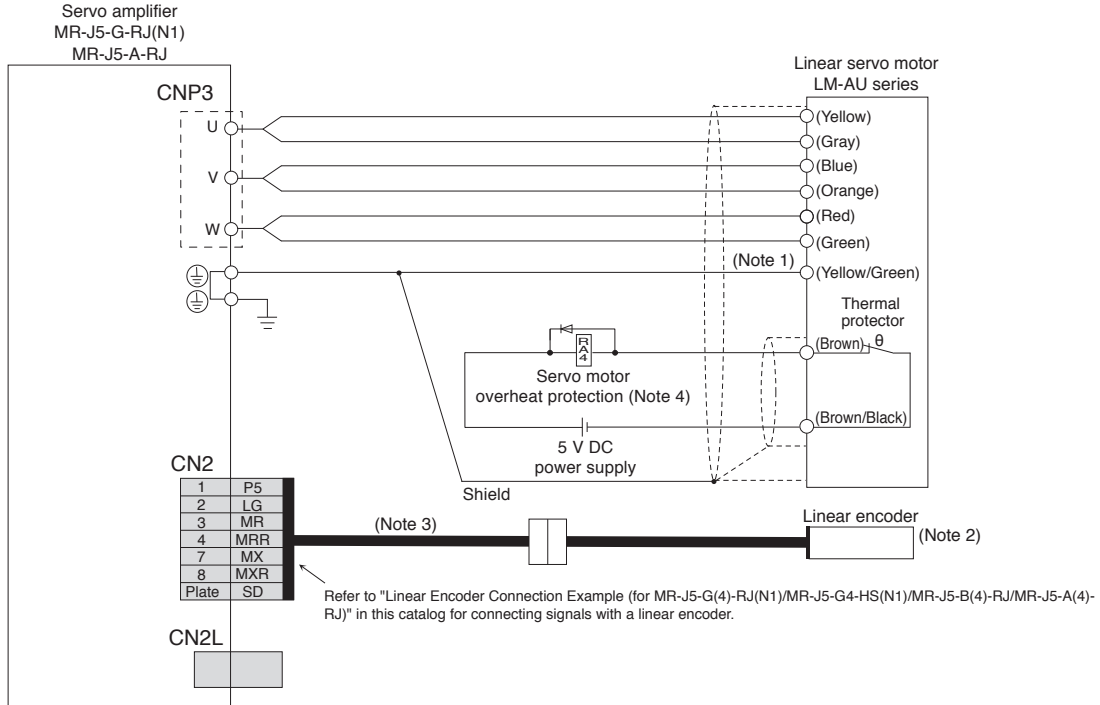 Servo amplifier
MR-J5-G-RJ(N1)
MR-J5-A-RJ
Linear servo motor
LM-AU series
CNP3
U
V
W
(Yellow)
(Gray)
(Blue)
(Orange)
(Red)
(Green)
(Note 1)
(Yellow/Green)
Thermal
protector
(Brown)
θ
RA4
Servo motor
overheat protection (Note 4)
(Brown/Black)
5 V DC
power supply
Shield
CN2
1 P5
2 LG
3 MR
4 MRR
7 MX
8 MXR
Plate SD
(Note 3)
Linear encoder
(Note 2)
Refer to "Linear Encoder Connection Example (for MR-J5-G(4)-RJ(N1)/MR-J5-G4-HS(N1)/MR-J5-B(4)-RJ/MR-J5-A(4)-
RJ)" in this catalog for connecting signals with a linear encoder.
CN2L